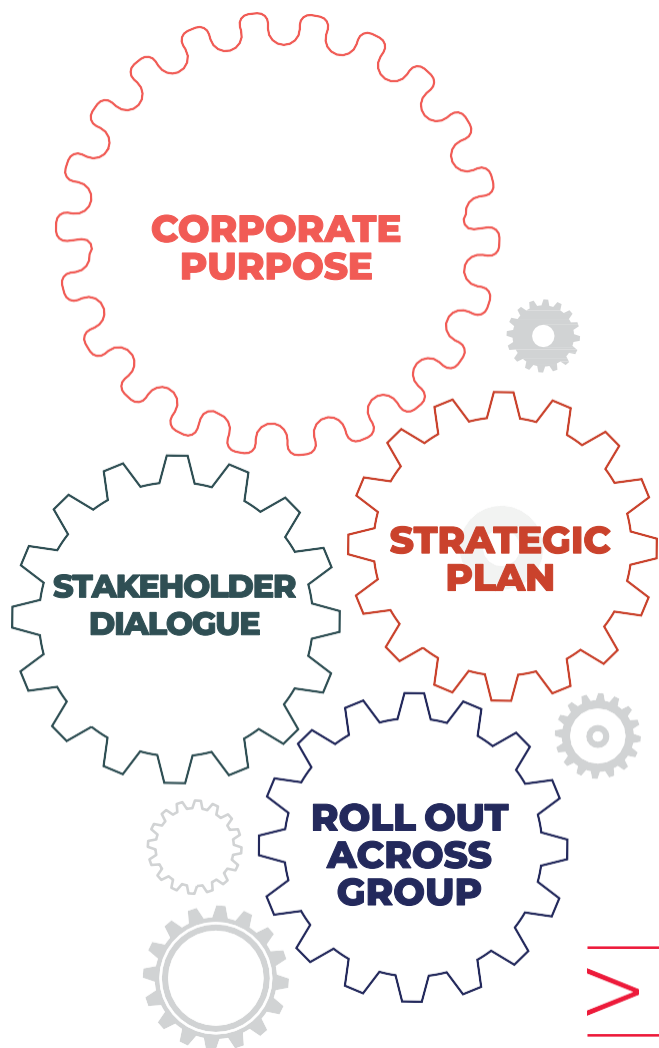 CORPORATE
PURPOSE
STRATEGIC
PLAN
STAKEHOLDER
DIALOGUE
ROLL OUT
ACROSS
GROUP